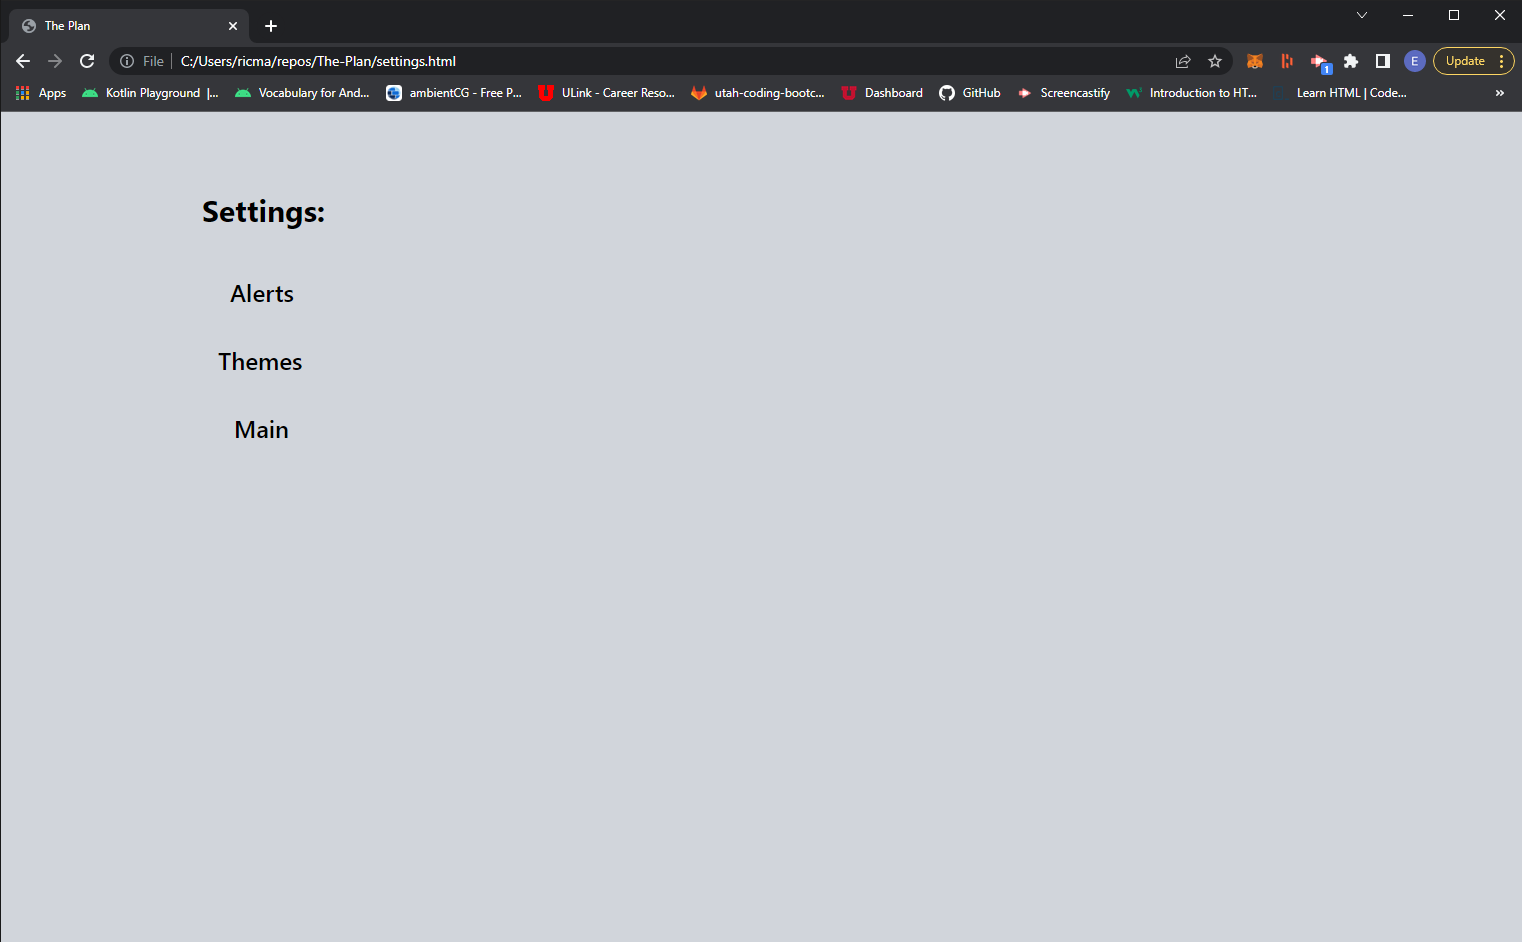 The Plan
File C:/Users/ricma/repos/The-Plan/settings.html E Update
1
Apps Kotlin Playground |... Vocabulary for And... ambientCG - Free P... ULink - Career Reso... utah-coding-bootc... Dashboard GitHub Screencastify Introduction to HT... Learn HTML | Code... »
Settings:
Alerts
Themes
Main